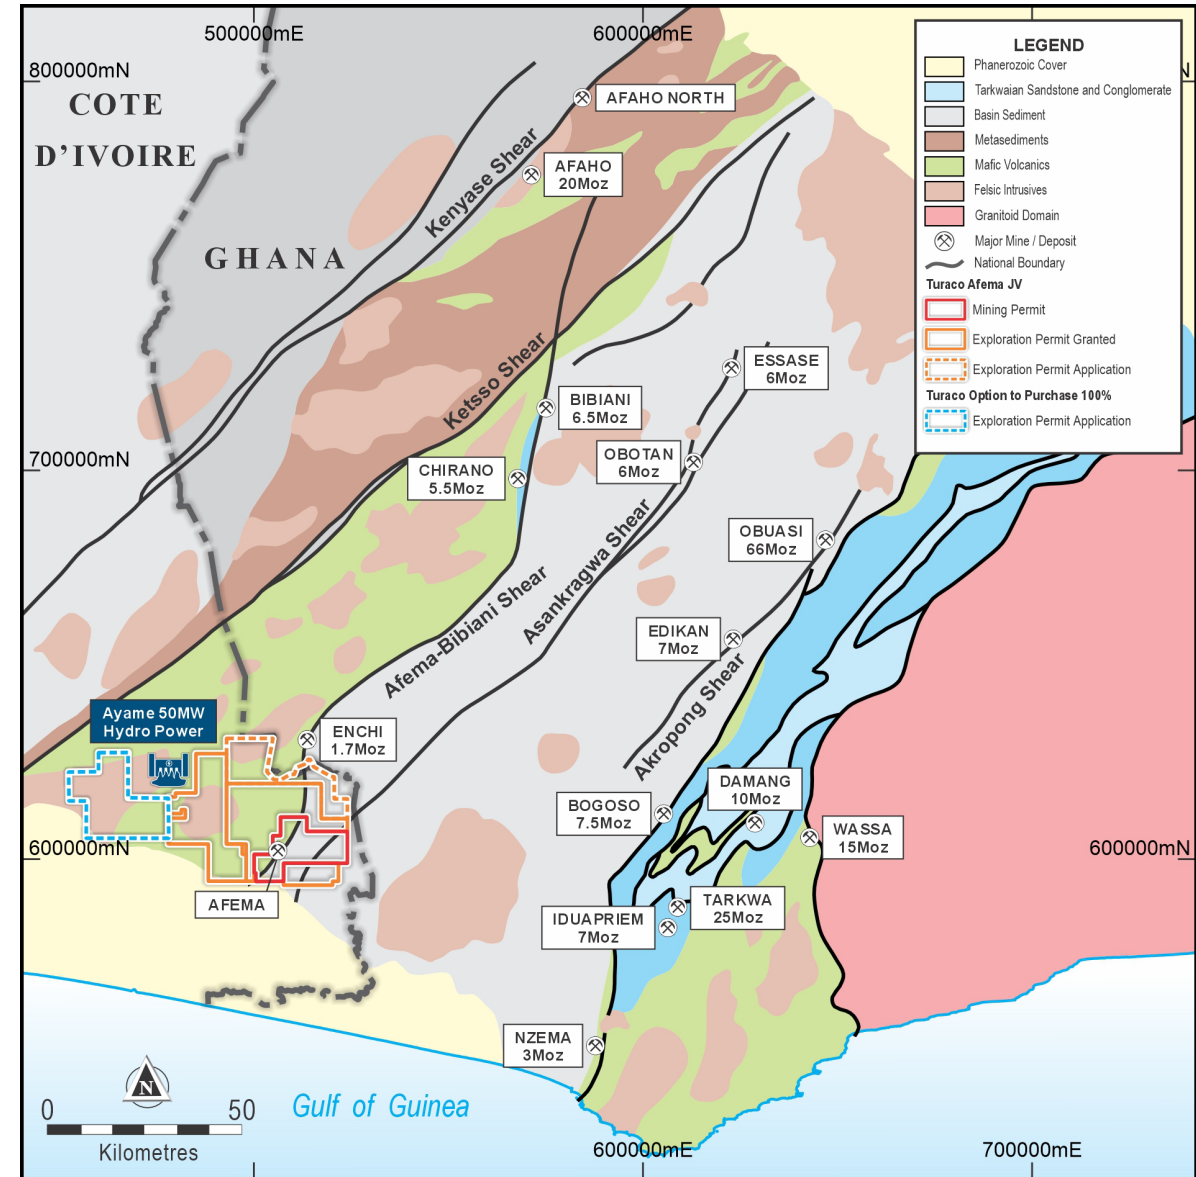 500000mE
600000mE
800000mN
N
COTE
D'IVOIRE
GHANA
LEGEND
Phanerozoic Cover
Tarkwaian Sandstone and Conglomerate
Basin Sediment
Metasediments
Mafic Volcanics
Felsic Intrusives
Granitoid Domain
Major Mine / Deposit
National Boundary
Turaco Afema JV
Mining Permit
Exploration Permit Granted
Exploration Permit Application
Turaco Option to Purchase 100%
Exploration Permit Application
AFAHO NORTH
Kenyase Shear
AFAHO
20Moz
Ketsso Shear
ESSASE
6Moz
BIBIANI
6.5Moz
700000mN
CHIRANO
5.5Moz
OBOTAN
6Moz
OBUASI
66Moz
Asankragwa Shear
Afema-Bibiani Shear
EDIKAN
7Moz
Akropong Shear
Ayame 50MW
Hydro Power
ENCHI
1.7Moz
DAMANG
10Moz
BOGOSO
7.5Moz
WASSA
15Moz
600000mN
600000mN
AFEMA
TARKWA
25Moz
IDUAPRIEM
7Moz
NZEMA
3Moz
N
0
50
Kilometres
Gulf of Guinea
600000mE
700000mE